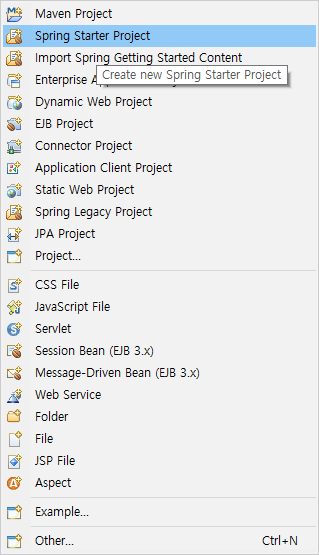 Maven Project
Spring Starter Project
Import Spring Getting Started Content
Enterprise Ap
Create new Spring Starter Project
Dynamic Web Project
EJB Project
Connector Project
Application Client Project
Static Web Project
Spring Legacy Project
JPA Project
Project...
CSS File
JavaScript File
Servlet
Session Bean (EJB 3.x)
Message-Driven Bean (EJB 3.x)
Web Service
Folder
File
JSP File
Aspect
Example...
Other... Ctrl+N